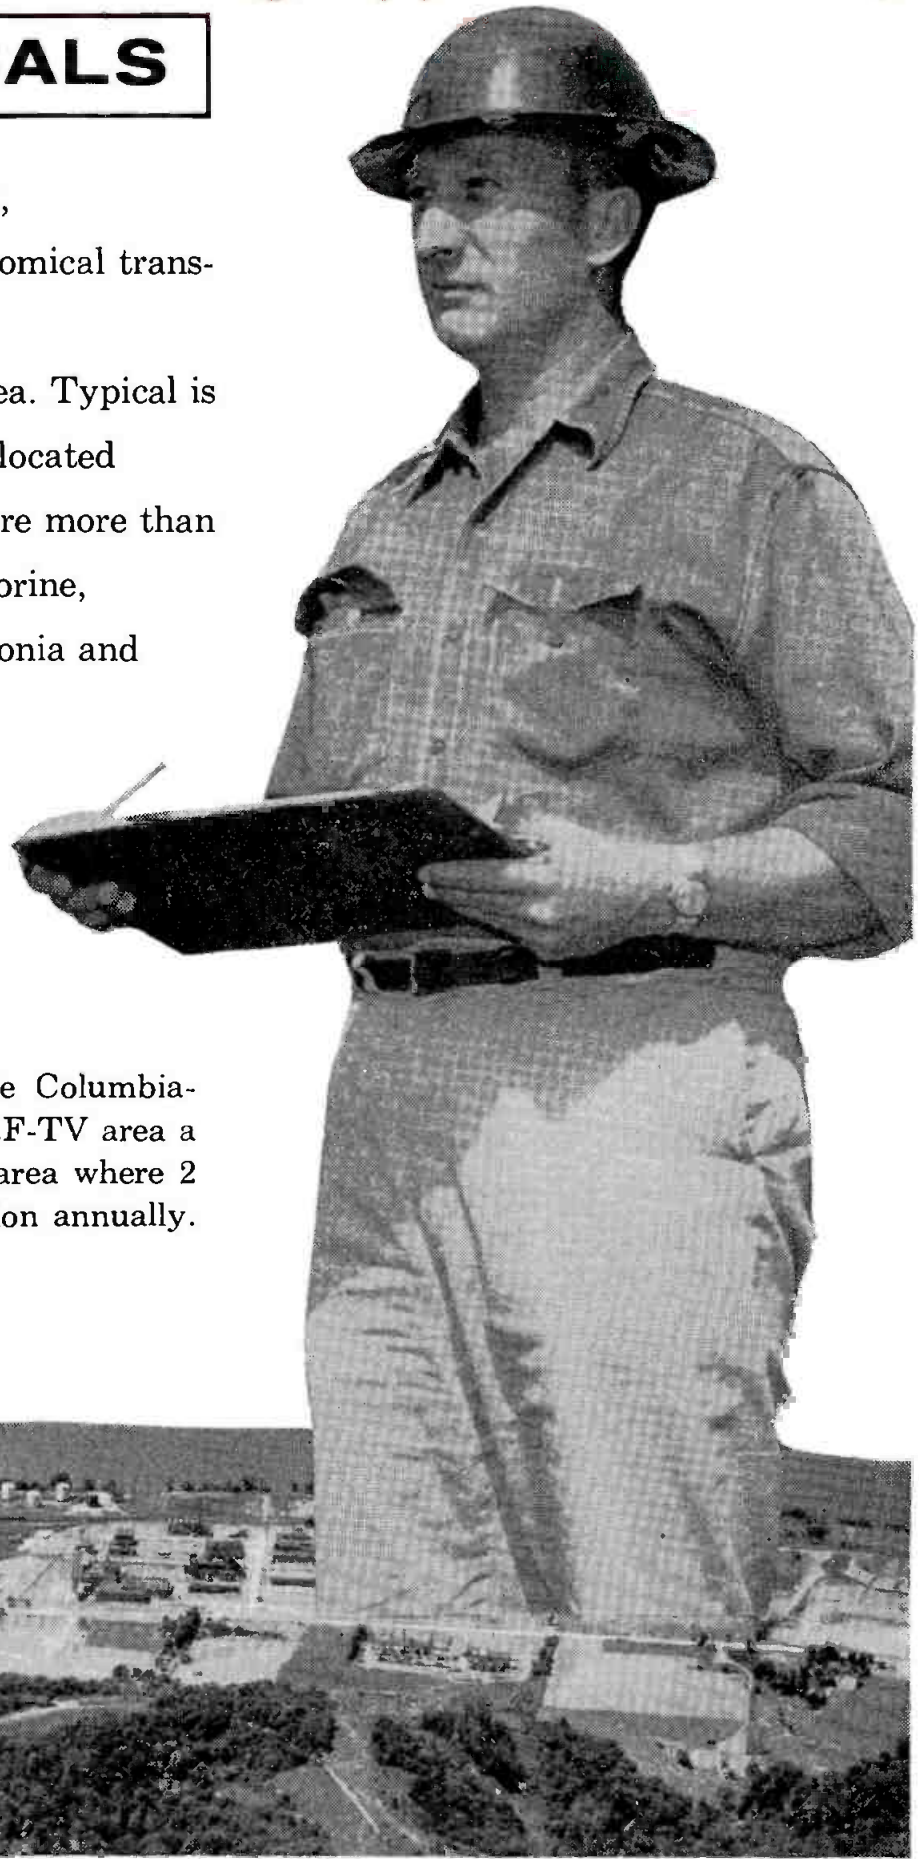 ALS
,
omical trans-
ea. Typical is
located
re more than
orine,
onia and
e Columbia-
F-TV area a
area where 2
on annually.